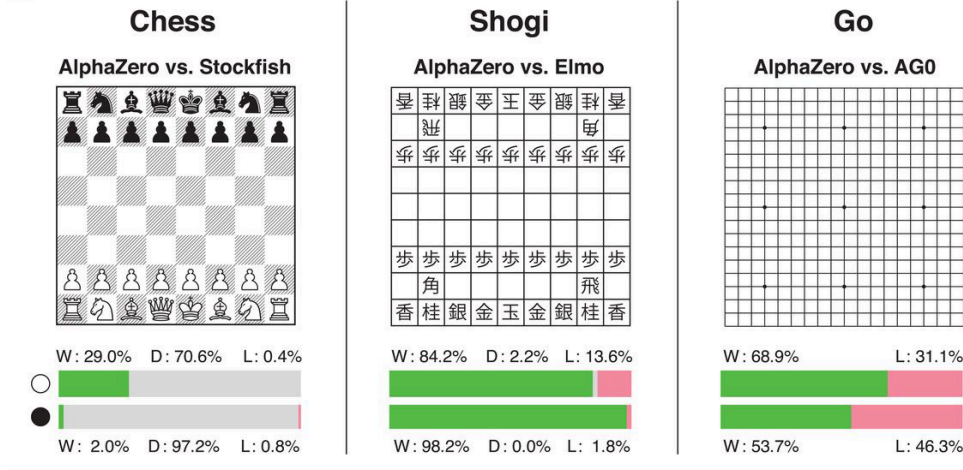 Chess
AlphaZero vs. Stockfish
W: 29.0% D: 70.6% L: 0.4%
W: 2.0% D: 97.2% L: 0.8%
Shogi
AlphaZero vs. Elmo
香 桂 銀 金 王 金 銀 桂 香
飛 角
歩 歩 歩 歩 歩 歩 歩 歩 歩
歩 歩 歩 歩 歩 歩 歩 歩 歩
角 飛
香 桂 銀 金 玉 金 銀 桂 香
W: 84.2% D: 2.2% L: 13.6%
W: 98.2% D: 0.0% L: 1.8%
Go
AlphaZero vs. AG0
W: 68.9% L: 31.1%
W: 53.7% L: 46.3%